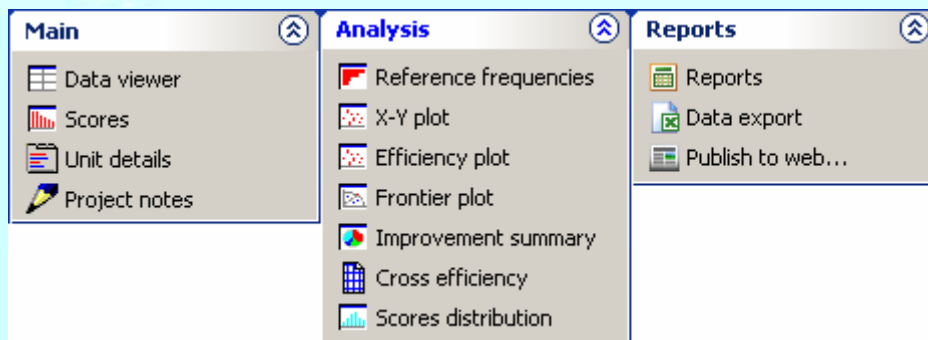 Main
Data viewer
Scores
Unit details
Project notes
Analysis
Reference frequencies
X-Y plot
Efficiency plot
Frontier plot
Improvement summary
Cross efficiency
Scores distribution
Reports
Reports
Data export
Publish to web...